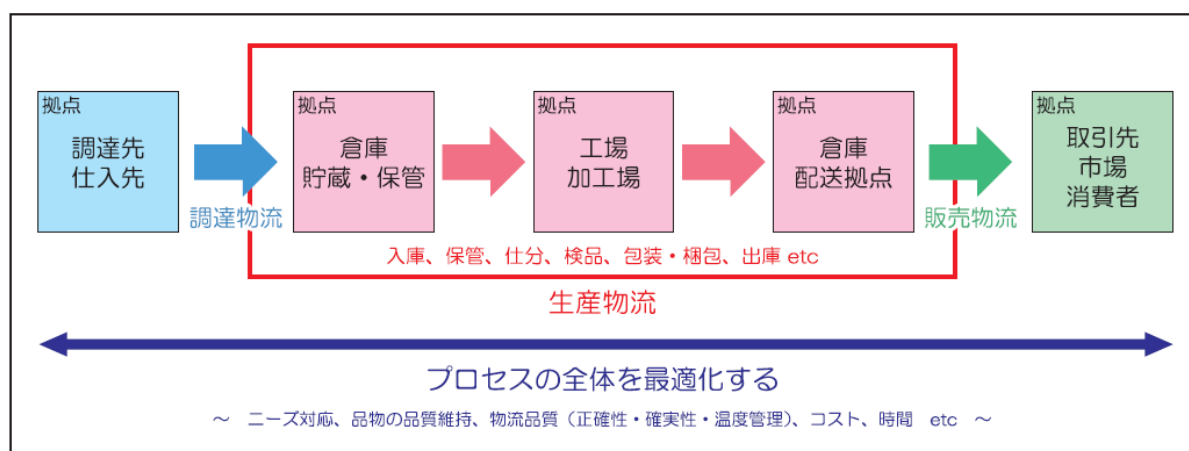 拠点
調達先
仕入先
調達物流
拠点
倉庫
貯蔵・保管
拠点
工場
加工場
拠点
倉庫
配送拠点
販売物流
拠点
取引先
市場
消費者
入庫、保管、仕分、検品、包装・梱包、出庫 etc
生産物流
プロセスの全体を最適化する
～ ニーズ対応、品物の品質維持、物流品質（正確性・確実性・温度管理）、コスト、時間 etc ～